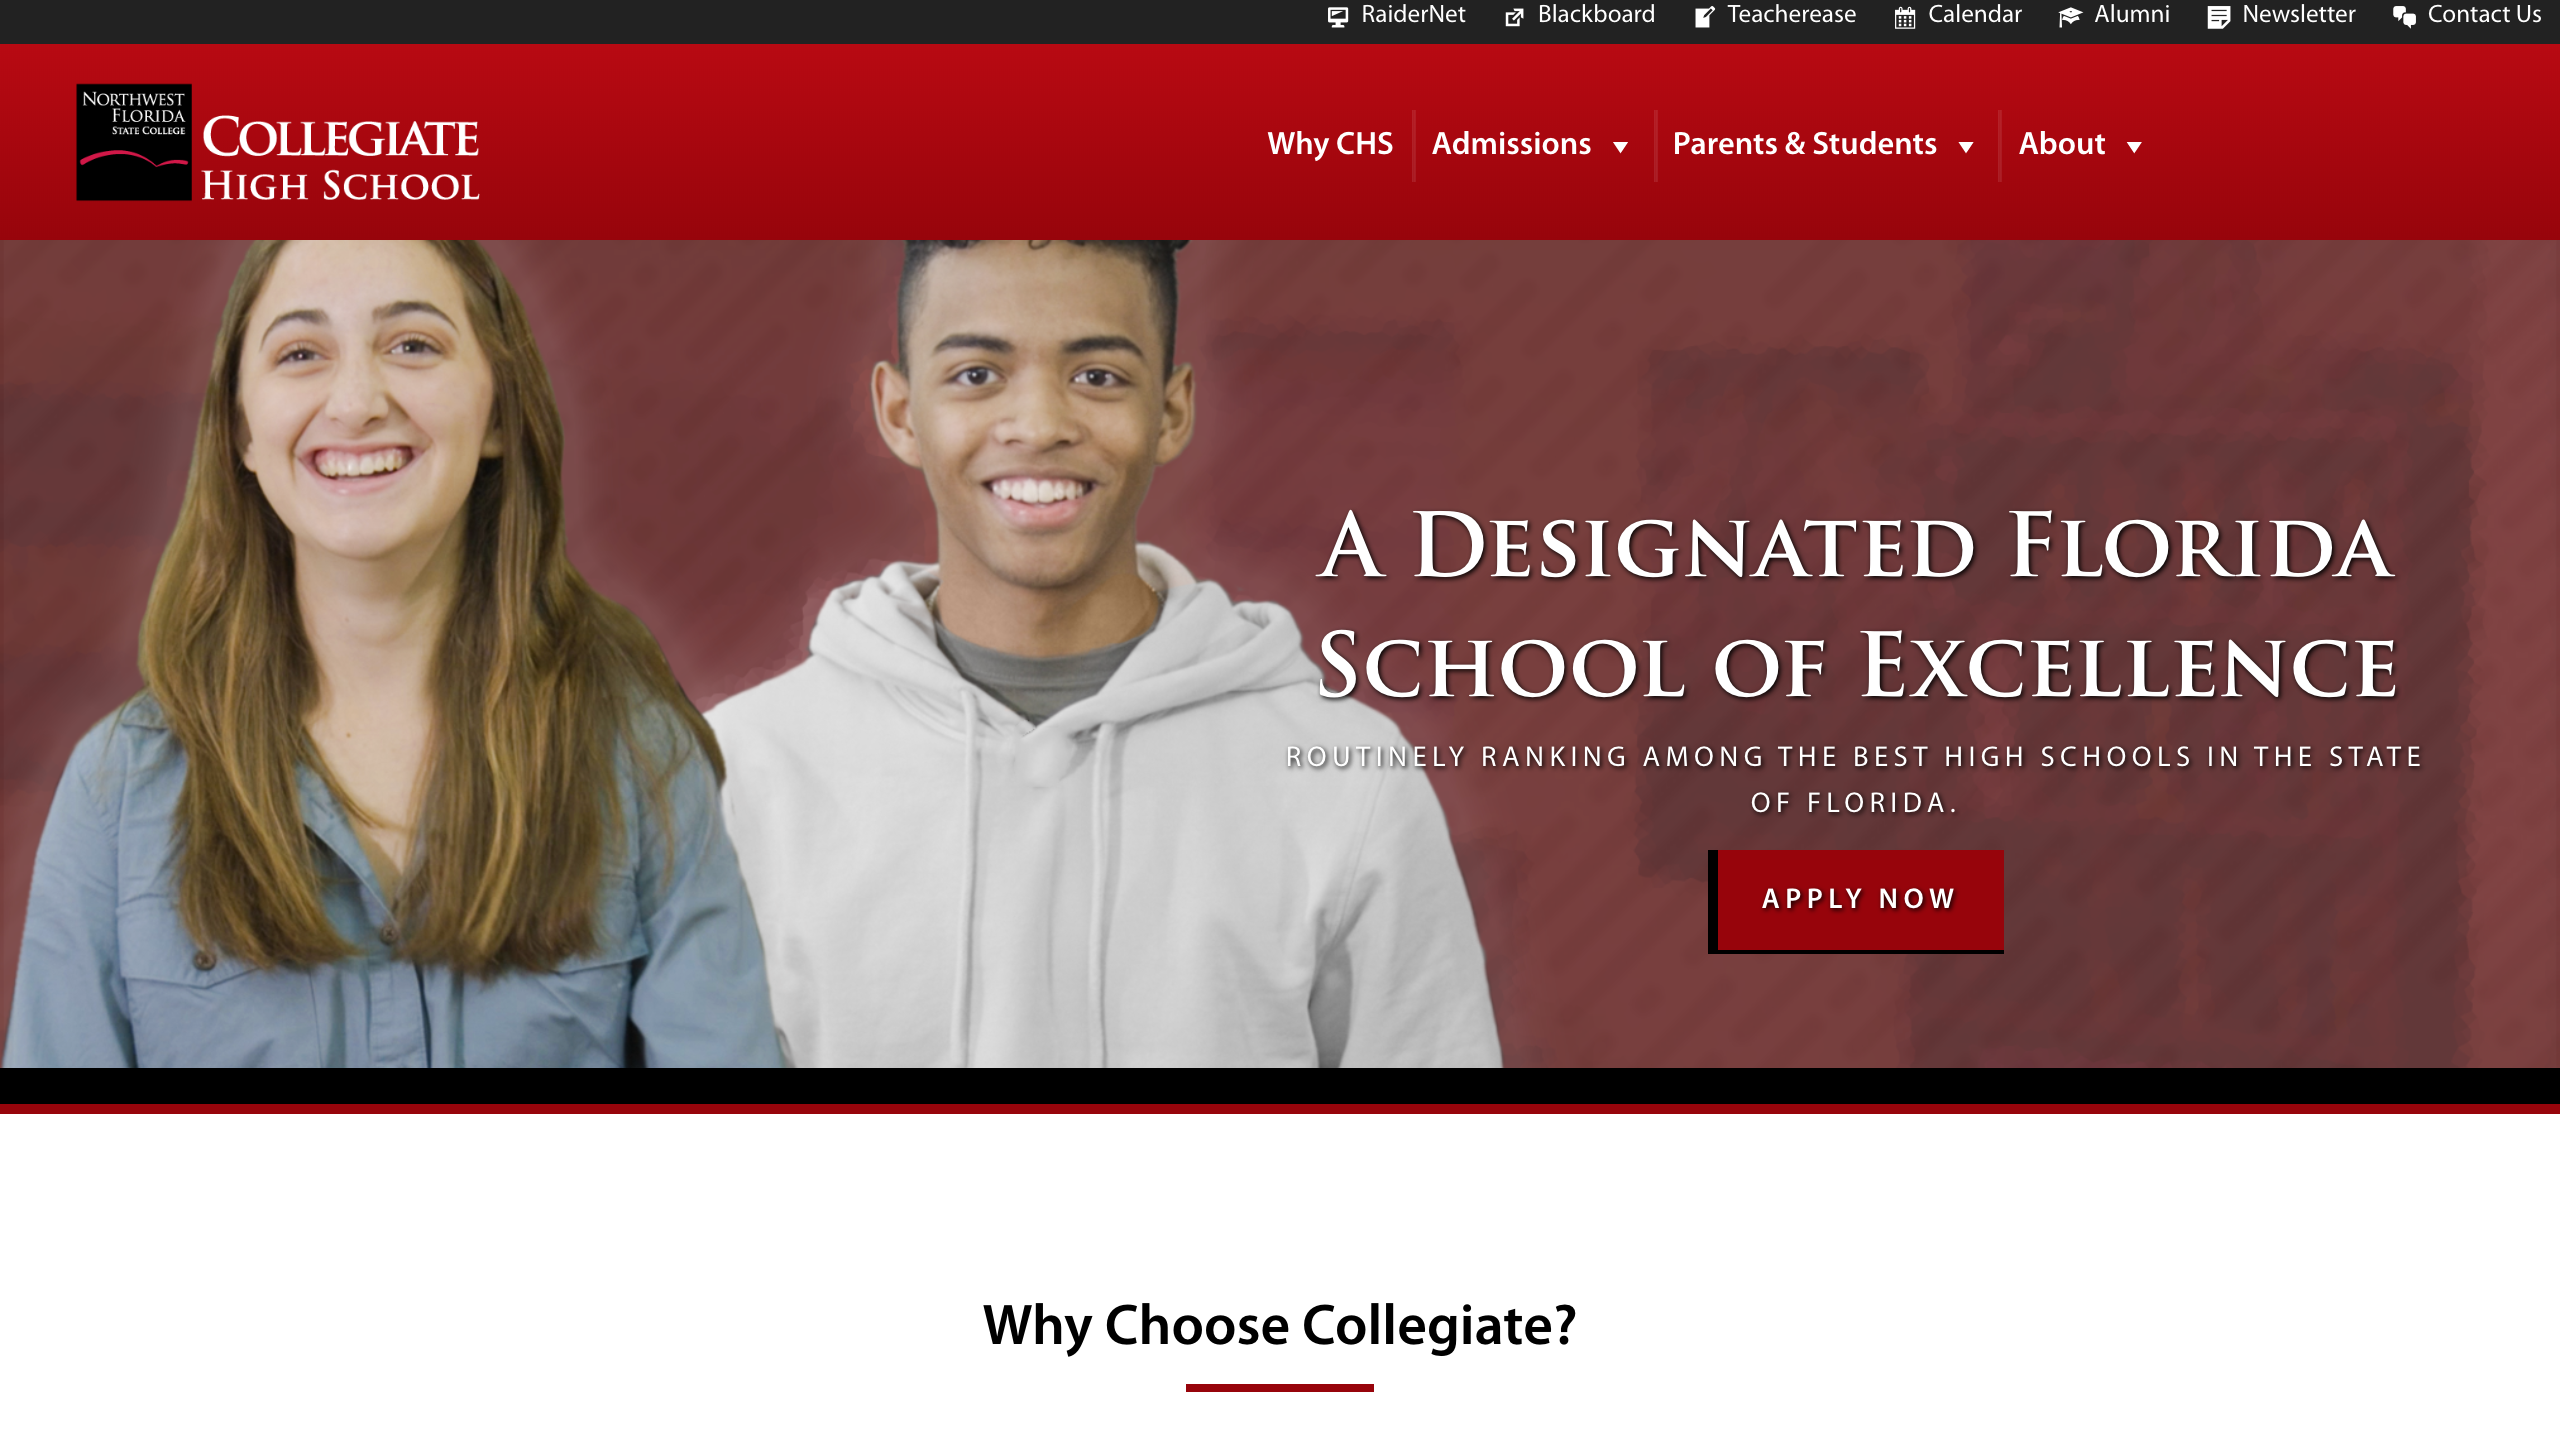 RaiderNet Blackboard Teacherease Calendar Alumni Newsletter Contact Us
NORTHWEST
FLORIDA
STATE COLLEGE
COLLEGIATE
HIGH SCHOOL
Why CHS Admissions Parents & Students About
A DESIGNATED FLORIDA
SCHOOL OF EXCELLENCE
ROUTINELY RANKING AMONG THE BEST HIGH SCHOOLS IN THE STATE
OF FLORIDA.
APPLY NOW
Why Choose Collegiate?